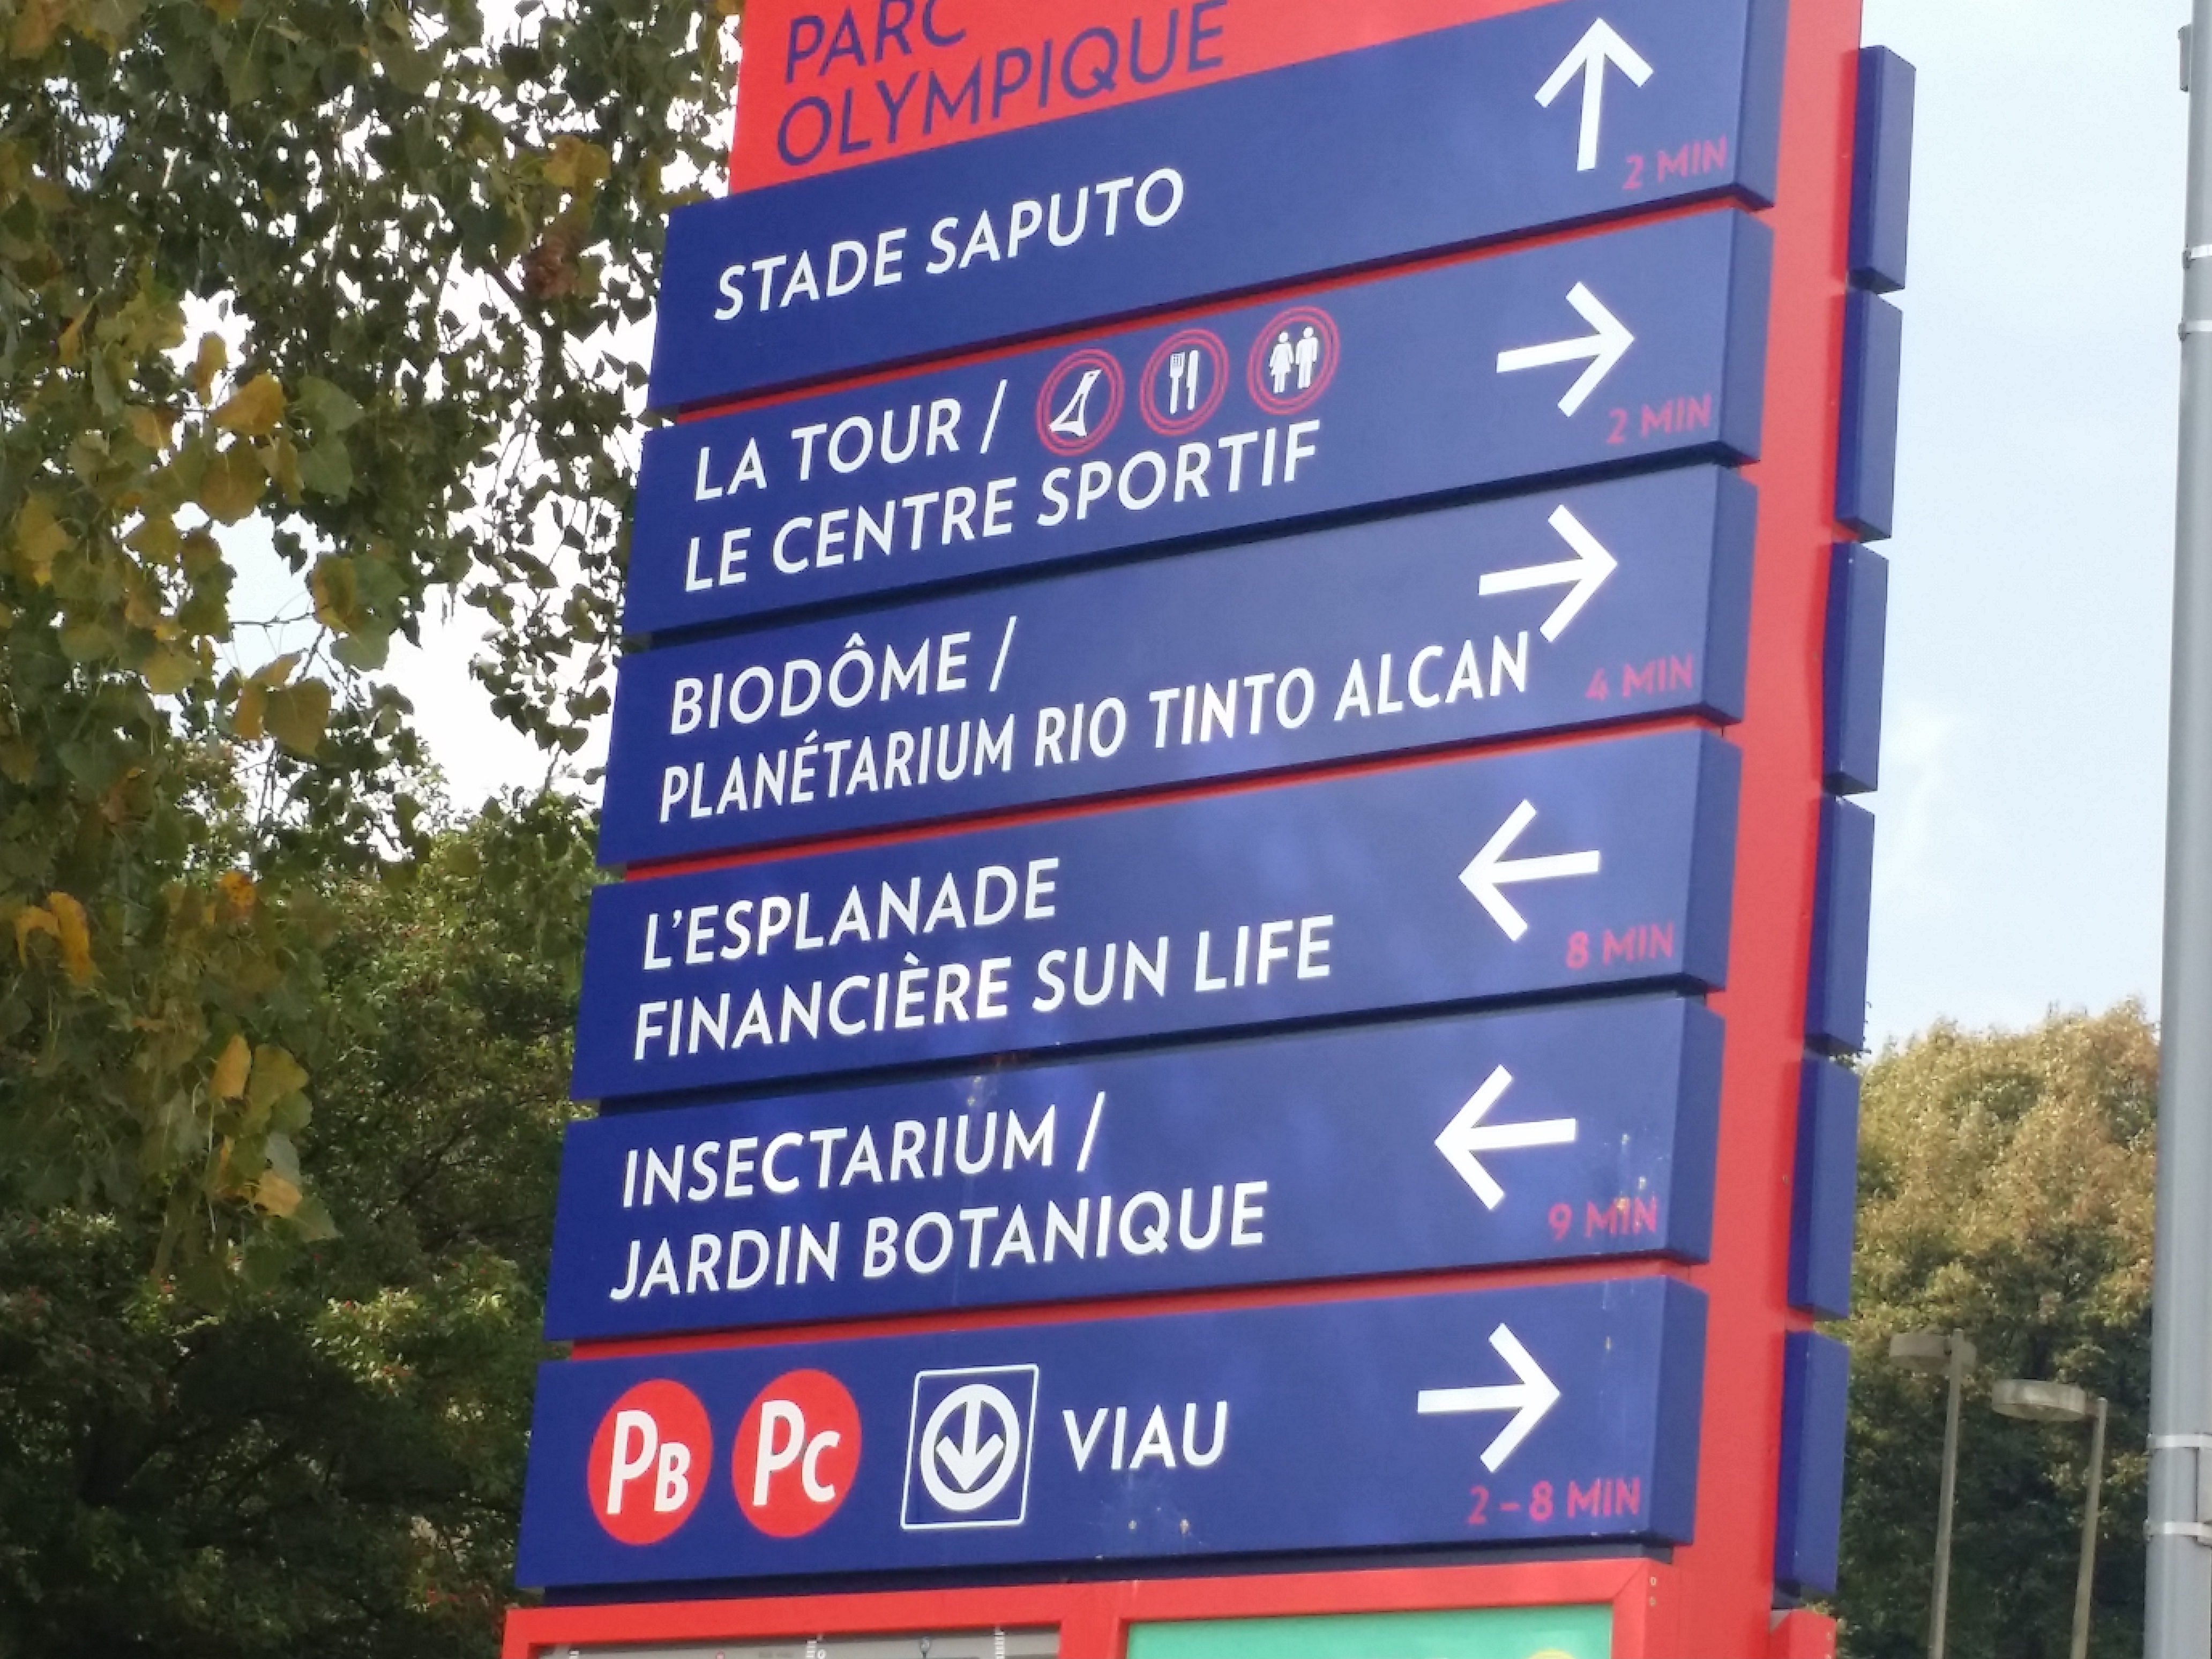 PARC
OLYMPIQUE
STADE SAPUTO
2 MIN
LA TOUR /
LE CENTRE SPORTIF
2 MIN
BIODÔME /
PLANÉTARIUM RIO TINTO ALCAN
4 MIN
L'ESPLANADE
FINANCIÈRE SUN LIFE
8 MIN
INSECTARIUM /
JARDIN BOTANIQUE
9 MIN
PB PC VIAU
2 – 8 MIN